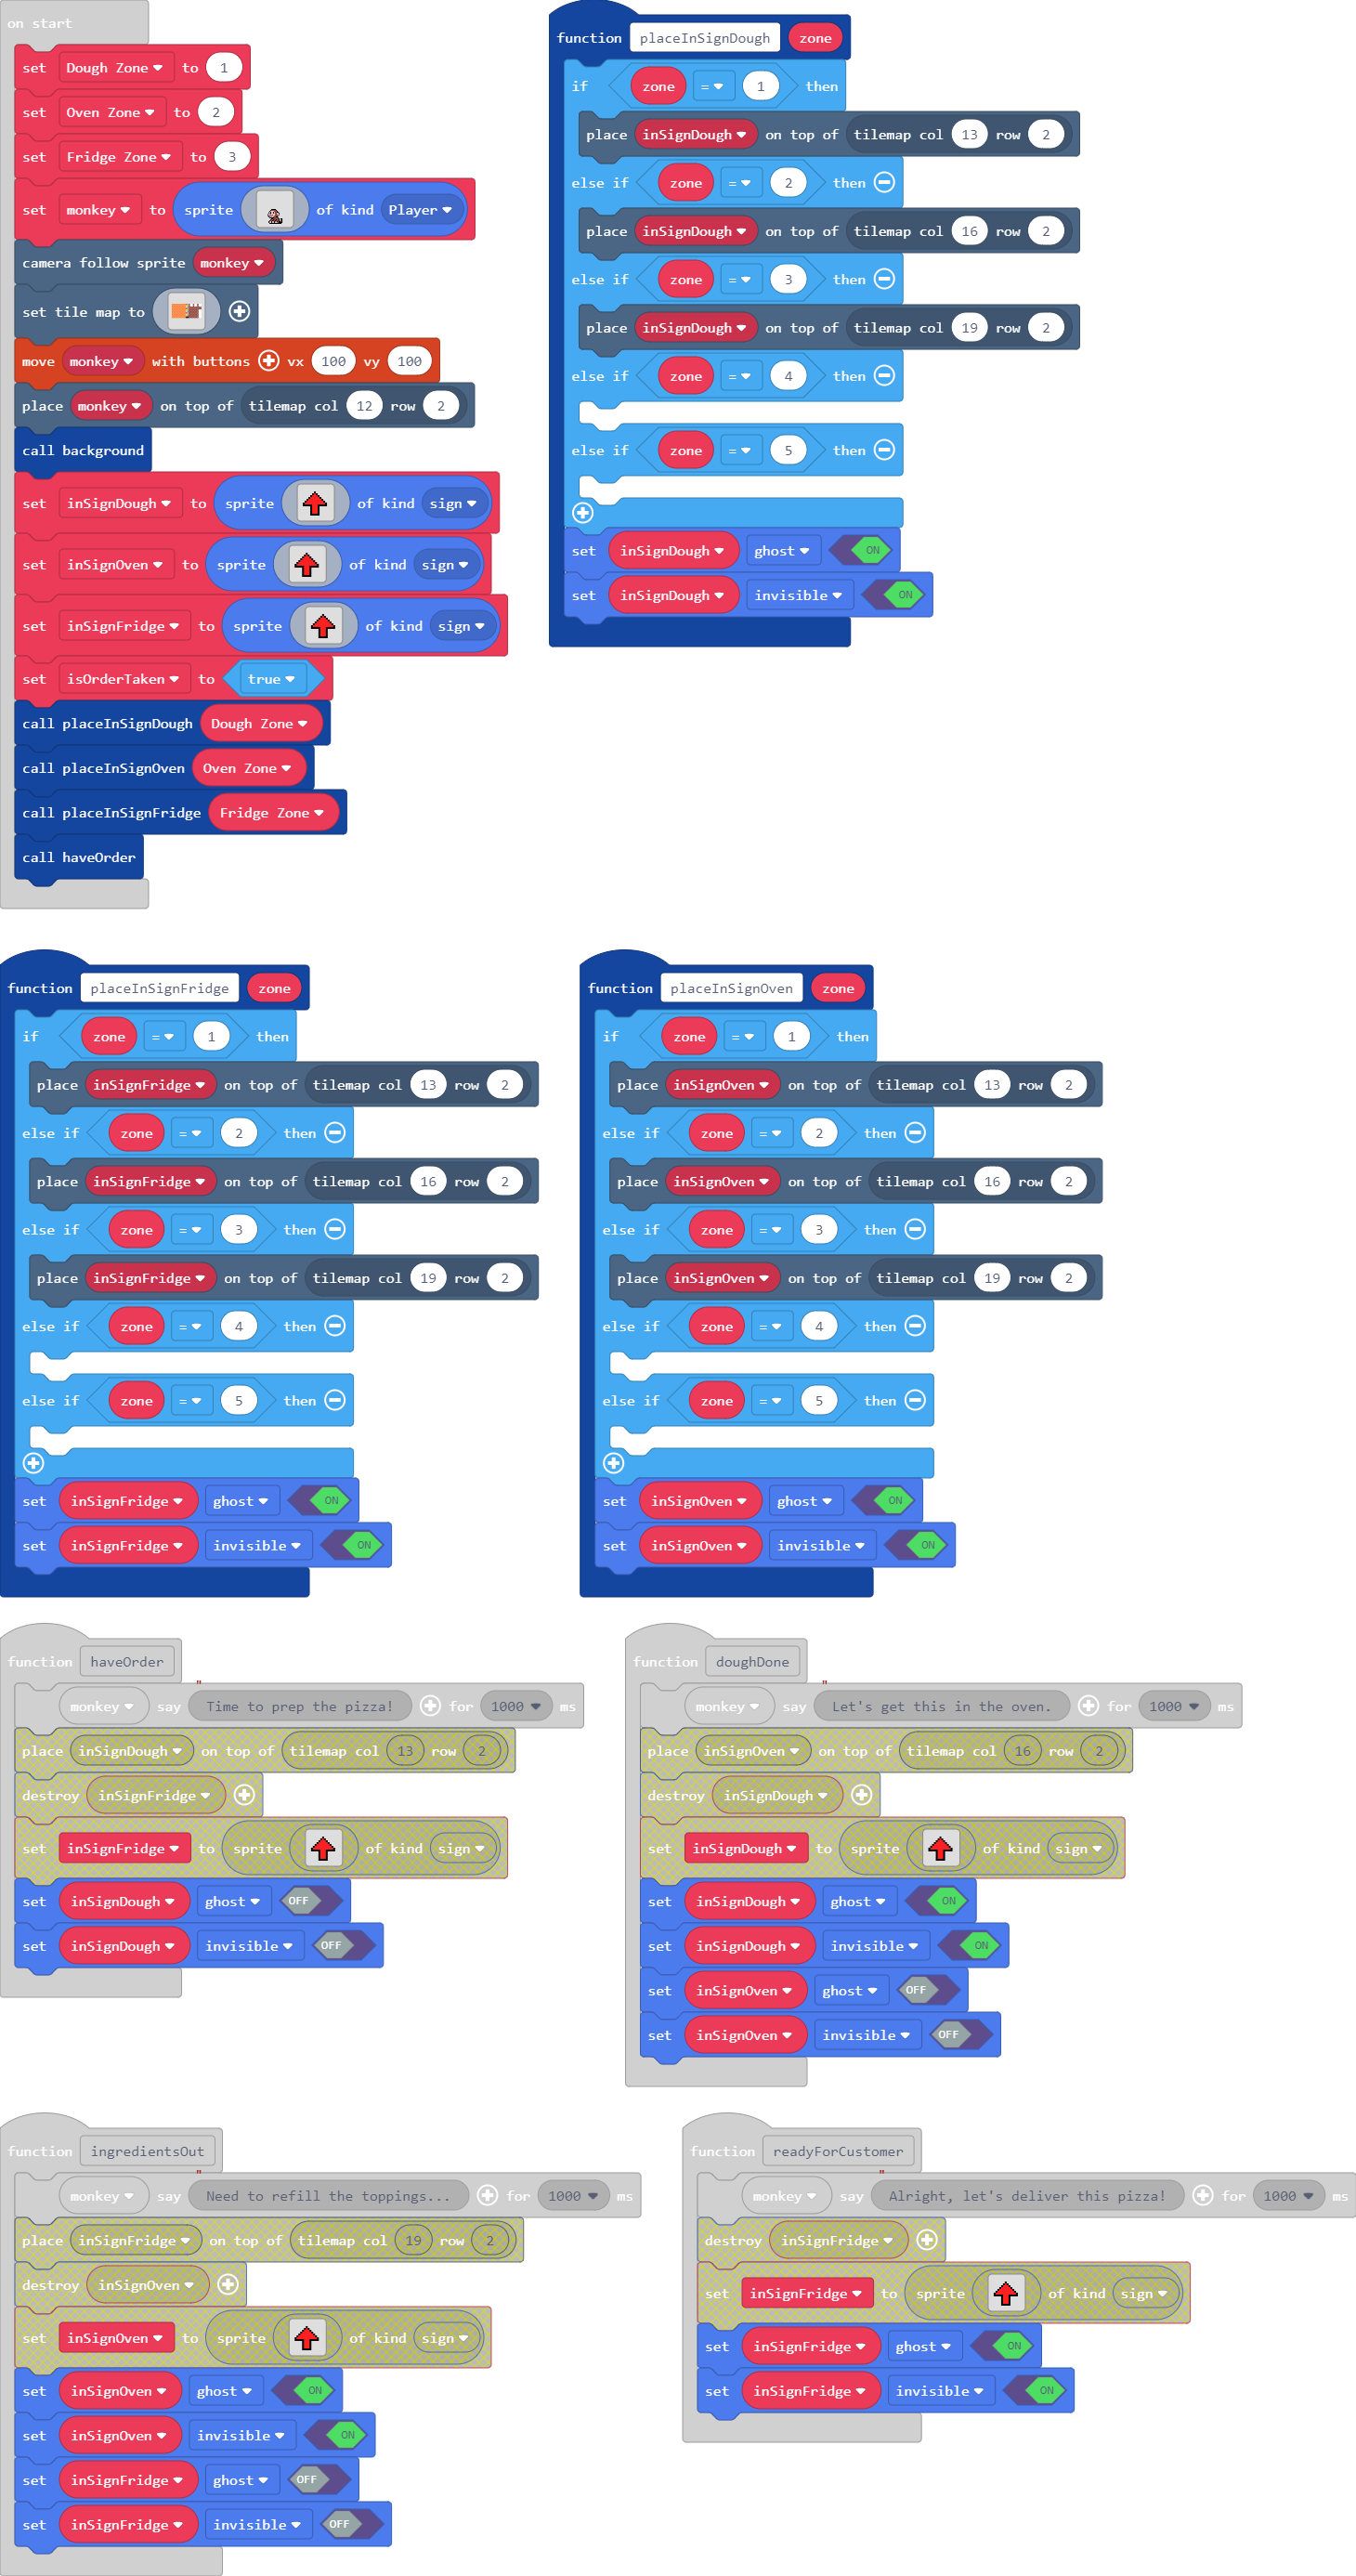 on start
set Dough Zone to 1
set Oven Zone to 2
set Fridge Zone to 3
set monkey to sprite of kind Player
camera follow sprite monkey
set tile map to
move monkey with buttons vx 100 vy 100
place monkey on top of tilemap col 12 row 2
call background
set inSignDough to sprite of kind sign
set inSignOven to sprite of kind sign
set inSignFridge to sprite of kind sign
set isOrderTaken to true
call placeInSignDough Dough Zone
call placeInSignOven Oven Zone
call placeInSignFridge Fridge Zone
call haveOrder
function placeInSignDough zone
if zone = 1 then
place inSignDough on top of tilemap col 13 row 2
else if zone = 2 then
place inSignDough on top of tilemap col 16 row 2
else if zone = 3 then
place inSignDough on top of tilemap col 19 row 2
else if zone = 4 then
else if zone = 5 then
set inSignDough ghost ON
set inSignDough invisible ON
function placeInSignFridge zone
if zone = 1 then
place inSignFridge on top of tilemap col 13 row 2
else if zone = 2 then
place inSignFridge on top of tilemap col 16 row 2
else if zone = 3 then
place inSignFridge on top of tilemap col 19 row 2
else if zone = 4 then
else if zone = 5 then
set inSignFridge ghost ON
set inSignFridge invisible ON
function placeInSignOven zone
if zone = 1 then
place inSignOven on top of tilemap col 13 row 2
else if zone = 2 then
place inSignOven on top of tilemap col 16 row 2
else if zone = 3 then
place inSignOven on top of tilemap col 19 row 2
else if zone = 4 then
else if zone = 5 then
set inSignOven ghost ON
set inSignOven invisible ON
function haveOrder
monkey say "Time to prep the pizza! for 1000 ms
place inSignDough on top of tilemap col 13 row 2
destroy inSignFridge
set inSignFridge to sprite of kind sign
set inSignDough ghost OFF
set inSignDough invisible OFF
function doughDone
monkey say "Let's get this in the oven. for 1000 ms
place inSignOven on top of tilemap col 16 row 2
destroy inSignDough
set inSignDough to sprite of kind sign
set inSignDough ghost ON
set inSignDough invisible ON
set inSignOven ghost OFF
set inSignOven invisible OFF
function ingredientsOut
monkey say "Need to refill the toppings... for 1000 ms
place inSignFridge on top of tilemap col 19 row 2
destroy inSignOven
set inSignOven to sprite of kind sign
set inSignOven ghost ON
set inSignOven invisible ON
set inSignFridge ghost OFF
set inSignFridge invisible OFF
function readyForCustomer
monkey say "Alright, let's deliver this pizza! for 1000 ms
destroy inSignFridge
set inSignFridge to sprite of kind sign
set inSignFridge ghost ON
set inSignFridge invisible ON